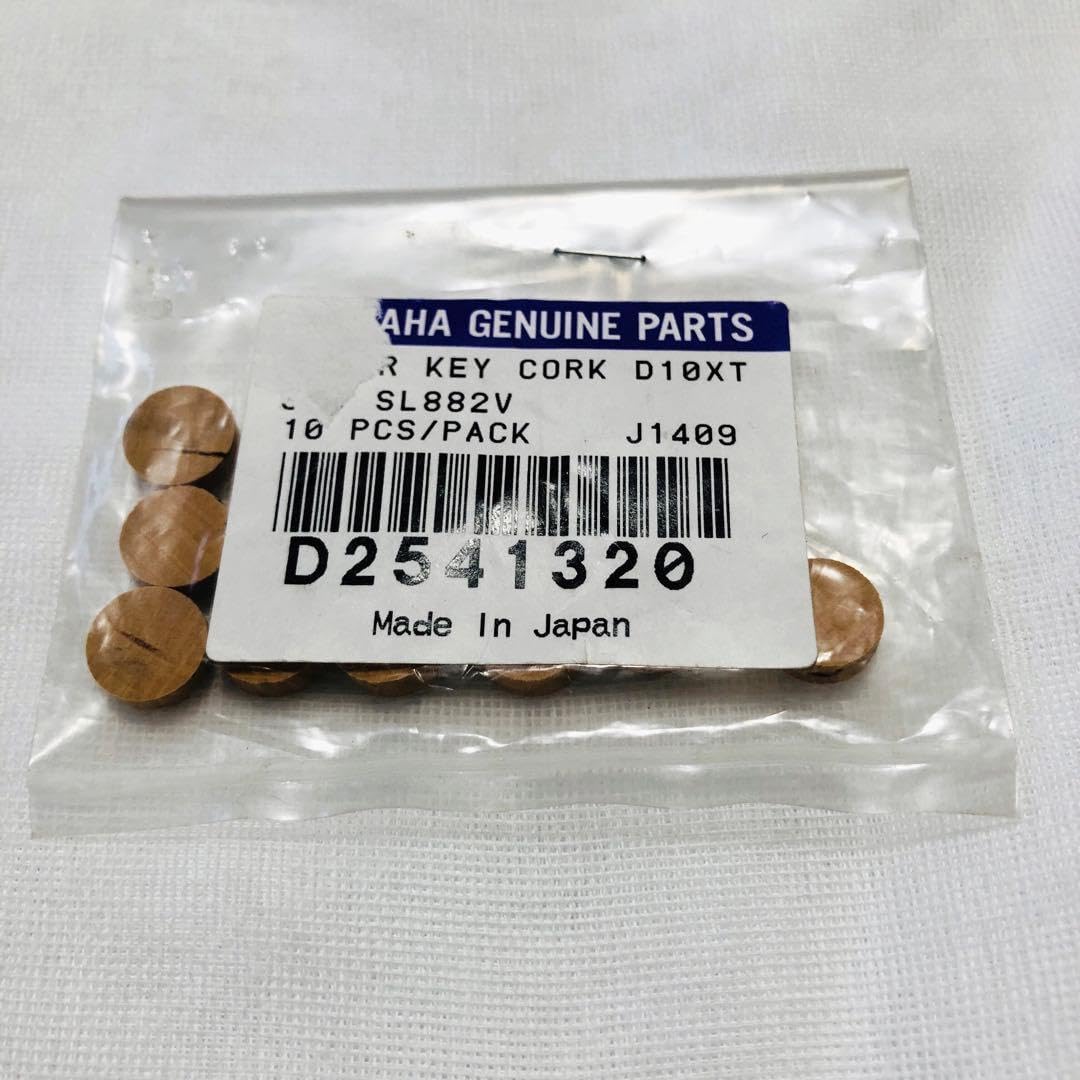 AHA GENUINE PARTS
R KEY CORK D10XT
SL882V
10 PCS/PACK J1409
D2541320
Made In Japan